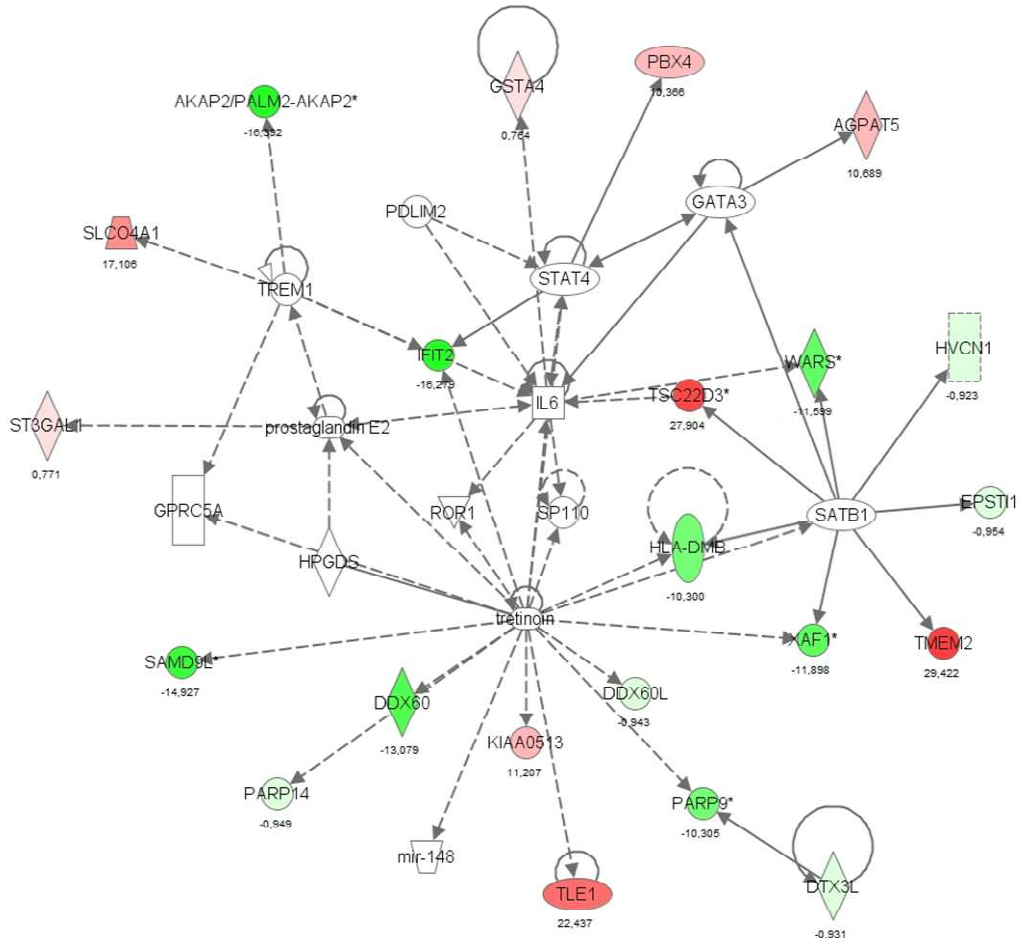 GSTA4
0,764
PBX4
10,366
AKAP2/PALM2-AKAP2*
-16,392
AGPAT5
10,689
PDLIM2
GATA3
SLCO4A1
17,106
TREM1
STAT4
IFIT2
-16,279
WARS*
-11,599
HVCN1
-0,923
IL6
TSC22D3*
27,904
ST3GAL1
0,771
prostaglandin E2
GPRC5A
ROR1
SP110
SATB1
EPSTI1
-0,954
HPGDS
HLA-DMB
-10,300
tretinoin
SAMD9L*
-14,927
XAF1*
-11,898
TMEM2
29,422
DDX60
-13,079
DDX60L
-0,943
KIAA0513
11,207
PARP14
-0,949
PARP9*
-10,305
mir-148
TLE1
22,437
DTX3L
-0,931